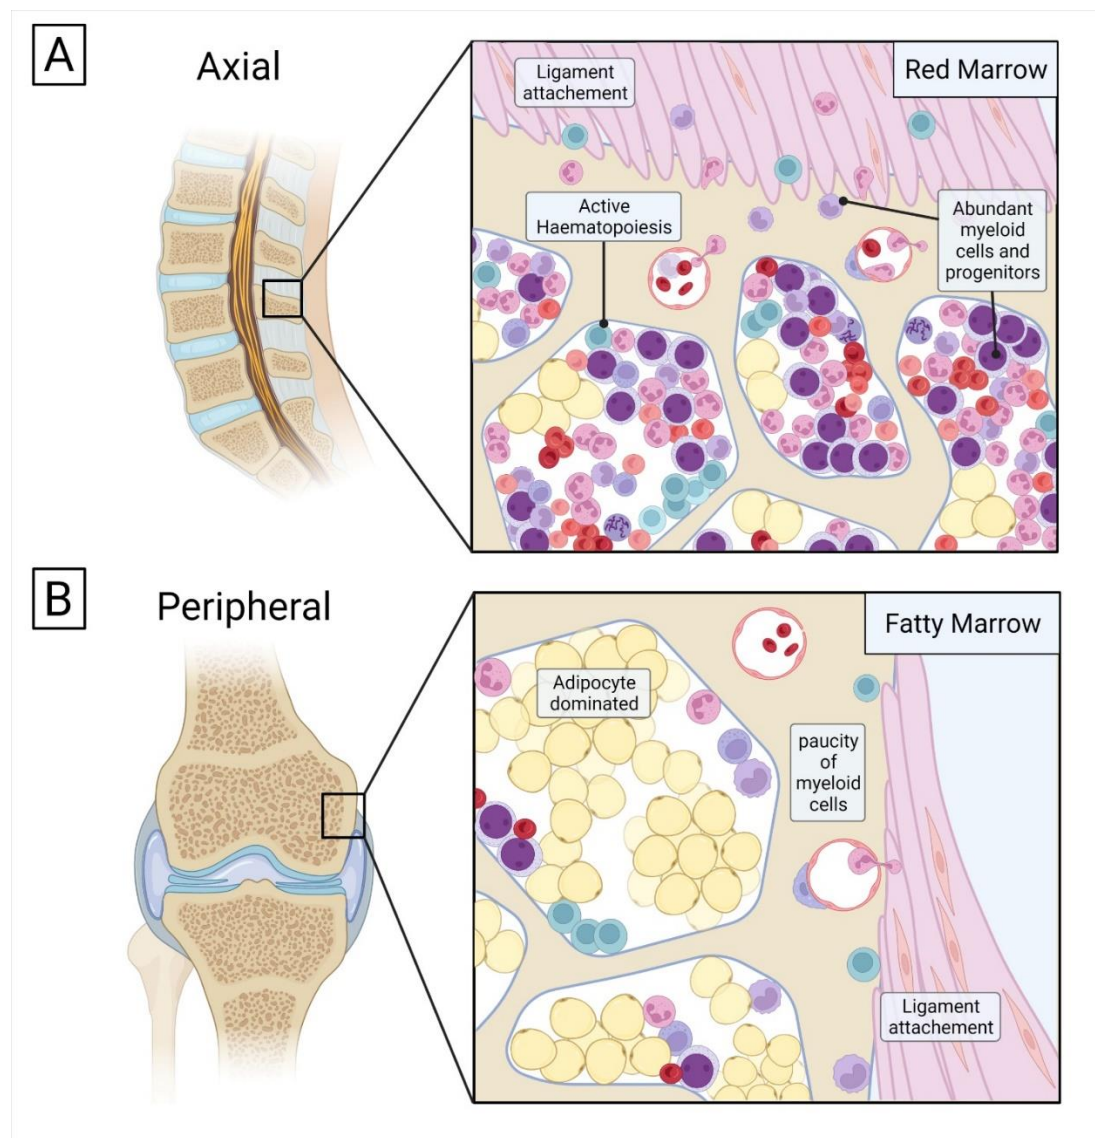 A
Axial
Ligament
attachement
Red Marrow
Active
Haematopoiesis
Abundant
myeloid
cells and
progenitors
B
Peripheral
Fatty Marrow
Adipocyte
dominated
paucity
of
myeloid
cells
Ligament
attachement